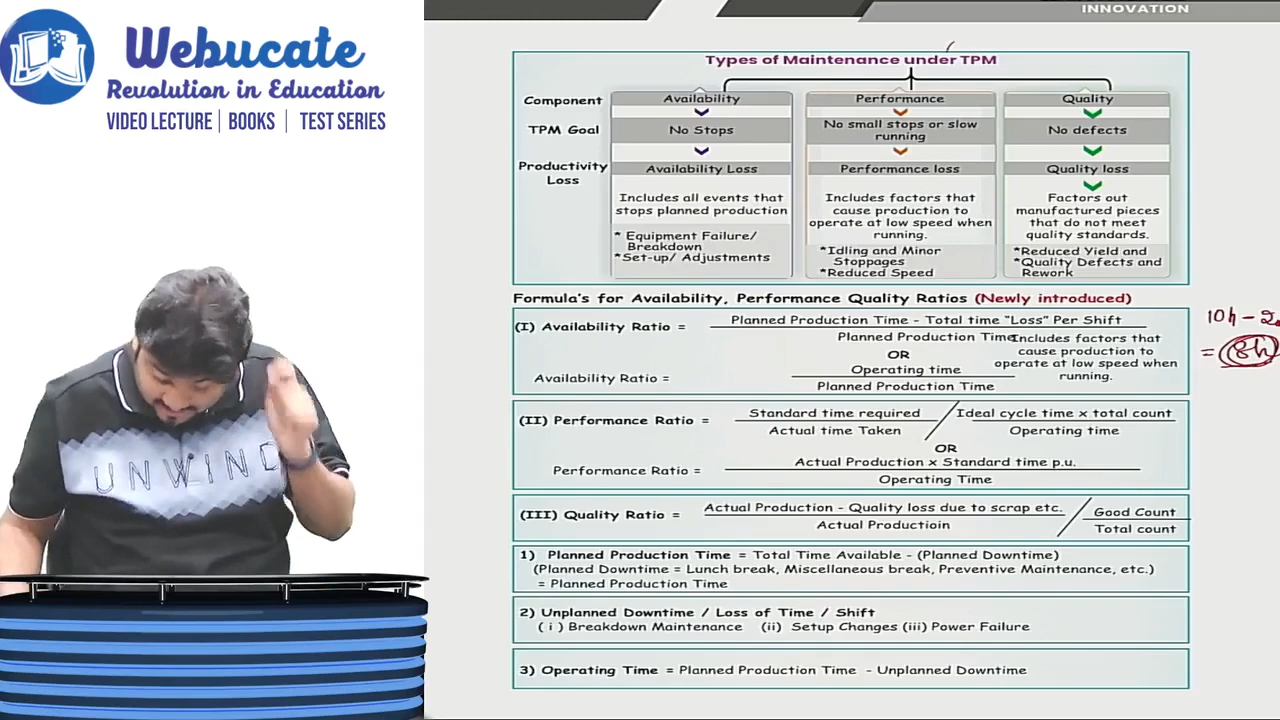 Webucate
Revolution in Education
VIDEO LECTURE | BOOKS | TEST SERIES
INNOVATION
Types of Maintenance under TPM
Component
Availability
Performance
Quality
TPM Goal
No Stops
No small stops or slow
running
No defects
Productivity
Loss
Availability Loss
Performance loss
Quality loss
Includes all events that
stops planned production
* Equipment Failure/
Breakdown
*Set-up/ Adjustments
Includes factors that
cause production to
operate at low speed when
running.
*Idling and Minor
Stoppages
*Reduced Speed
Factors out
manufactured pieces
that do not meet
quality standards.
*Reduced Yield and
*Quality Defects and
Rework
Formula's for Availability, Performance Quality Ratios (Newly introduced)
(I) Availability Ratio =
Planned Production Time - Total time "Loss" Per Shift
Planned Production Time
OR
Availability Ratio =
Operating time
Planned Production Time
Includes factors that
cause production to
operate at low speed when
running.
10h -
= 8h
(II) Performance Ratio =
Standard time required
Actual time Taken
/
Ideal cycle time x total count
Operating time
OR
Performance Ratio =
Actual Production x Standard time p.u.
Operating Time
(III) Quality Ratio =
Actual Production - Quality loss due to scrap etc.
Actual Productioin
/
Good Count
Total count
1) Planned Production Time = Total Time Available - (Planned Downtime)
(Planned Downtime = Lunch break, Miscellaneous break, Preventive Maintenance, etc.)
= Planned Production Time
2) Unplanned Downtime / Loss of Time / Shift
( i ) Breakdown Maintenance (ii) Setup Changes (iii) Power Failure
3) Operating Time = Planned Production Time - Unplanned Downtime
UNWIND